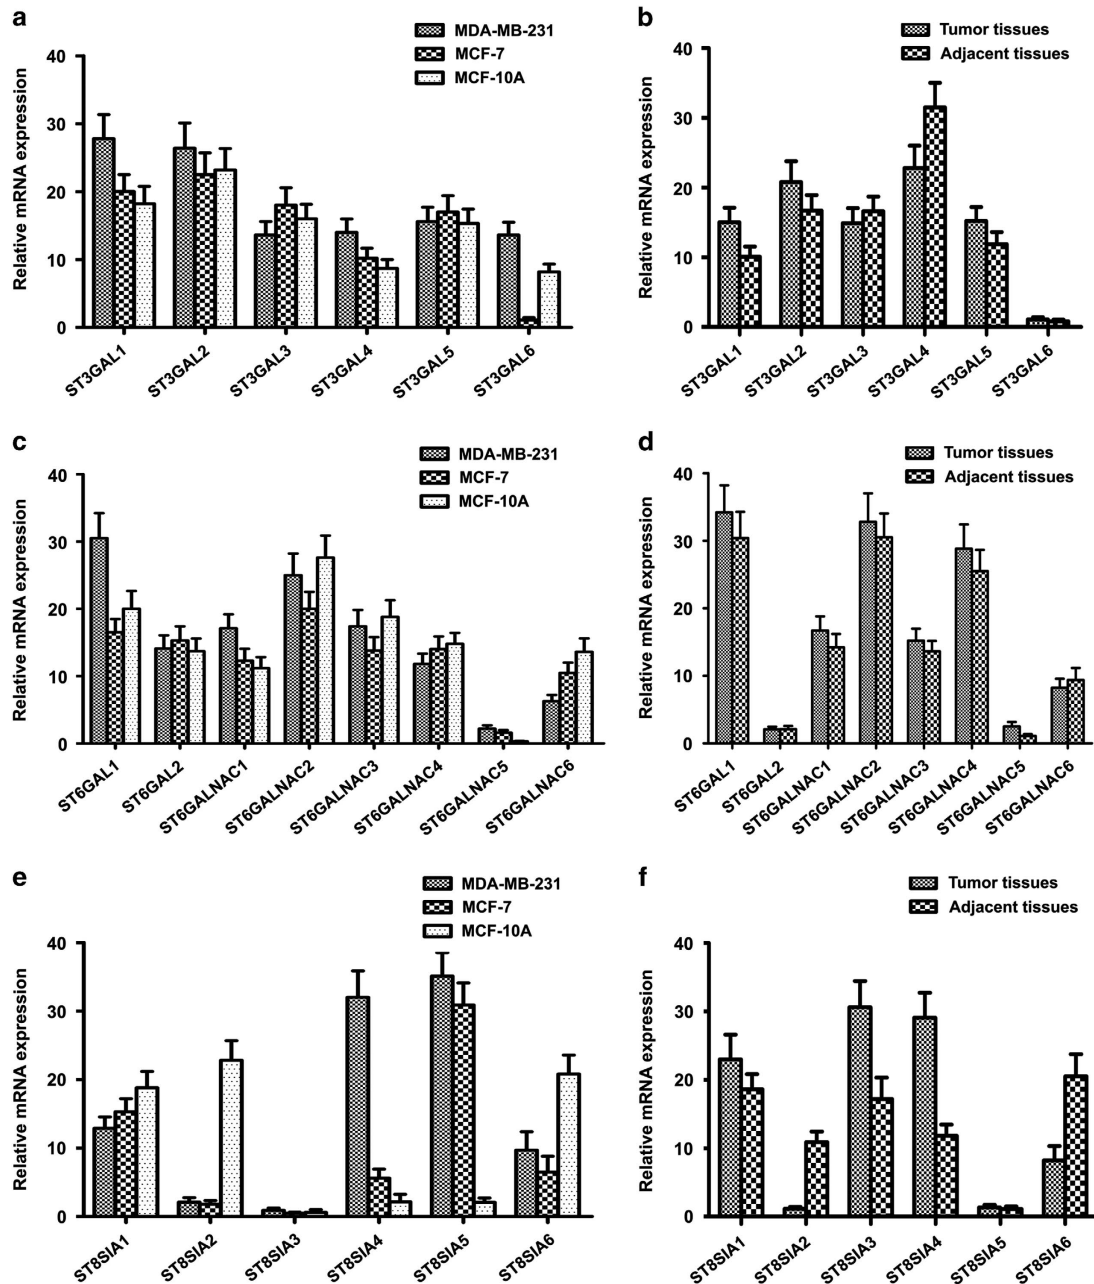 a
MDA-MB-231
MCF-7
MCF-10A
Relative mRNA expression
40
30
20
10
0
ST3GAL1
ST3GAL2
ST3GAL3
ST3GAL4
ST3GAL5
ST3GAL6
b
Tumor tissues
Adjacent tissues
Relative mRNA expression
40
30
20
10
0
ST3GAL1
ST3GAL2
ST3GAL3
ST3GAL4
ST3GAL5
ST3GAL6
c
MDA-MB-231
MCF-7
MCF-10A
Relative mRNA expression
40
30
20
10
0
ST6GAL1
ST6GAL2
ST6GALNAC1
ST6GALNAC2
ST6GALNAC3
ST6GALNAC4
ST6GALNAC5
ST6GALNAC6
d
Tumor tissues
Adjacent tissues
Relative mRNA expression
40
30
20
10
0
ST6GAL1
ST6GAL2
ST6GALNAC1
ST6GALNAC2
ST6GALNAC3
ST6GALNAC4
ST6GALNAC5
ST6GALNAC6
e
MDA-MB-231
MCF-7
MCF-10A
Relative mRNA expression
40
30
20
10
0
ST8SIA1
ST8SIA2
ST8SIA3
ST8SIA4
ST8SIA5
ST8SIA6
f
Tumor tissues
Adjacent tissues
Relative mRNA expression
40
30
20
10
0
ST8SIA1
ST8SIA2
ST8SIA3
ST8SIA4
ST8SIA5
ST8SIA6